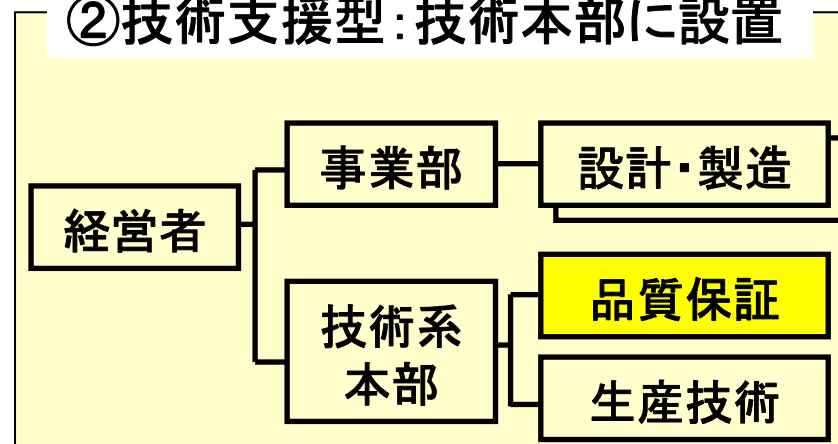 ②技術支援型:技術本部に設置
事業部
設計・製造
経営者
品質保証
技術系
本部
生産技術